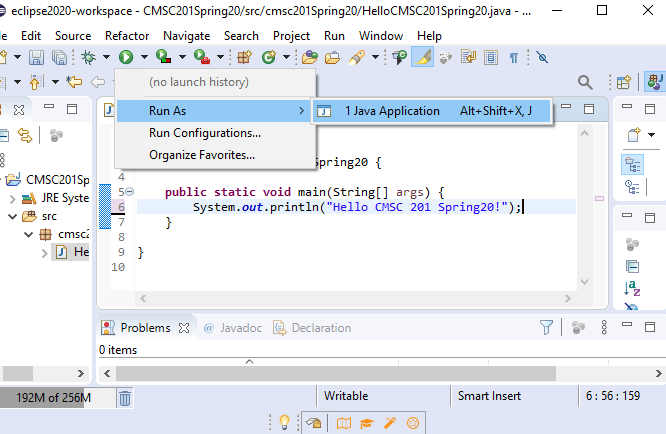 eclipse2020-workspace - CMSC201Spring20/src/cmsc201Spring20/HelloCMSC201Spring20.java
File Edit Source Refactor Navigate Search Project Run Window Help
(no launch history)
Run As
1 Java Application Alt+Shift+X, J
Run Configurations...
Organize Favorites...
CMSC201Sp
JRE Syste
src
cmsc2
He
Spring20 {
4
5 public static void main(String[] args) {
6 System.out.println("Hello CMSC 201 Spring20!");
7 }
8
9 }
10
Problems @ Javadoc Declaration
0 items
192M of 256M
Writable
Smart Insert
6 : 56 : 159